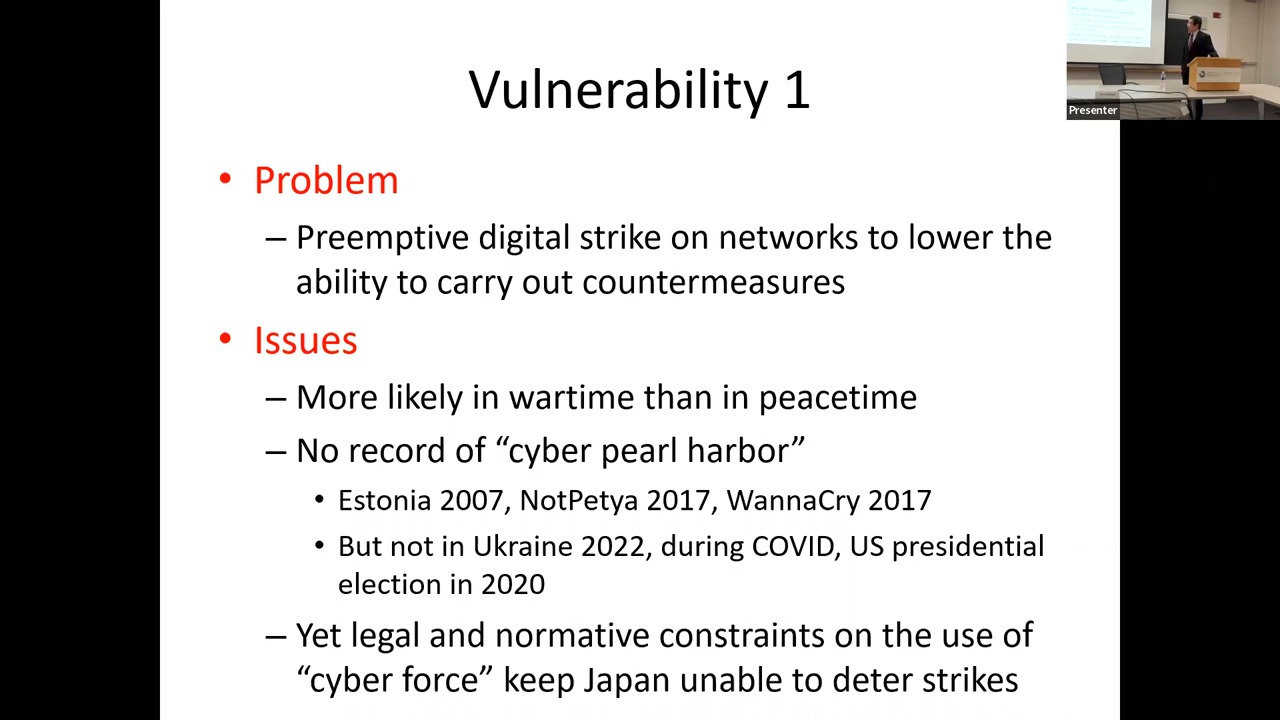 Vulnerability 1
• Problem
– Preemptive digital strike on networks to lower the
ability to carry out countermeasures
• Issues
– More likely in wartime than in peacetime
– No record of “cyber pearl harbor”
• Estonia 2007, NotPetya 2017, WannaCry 2017
• But not in Ukraine 2022, during COVID, US presidential
election in 2020
– Yet legal and normative constraints on the use of
“cyber force” keep Japan unable to deter strikes
Presenter